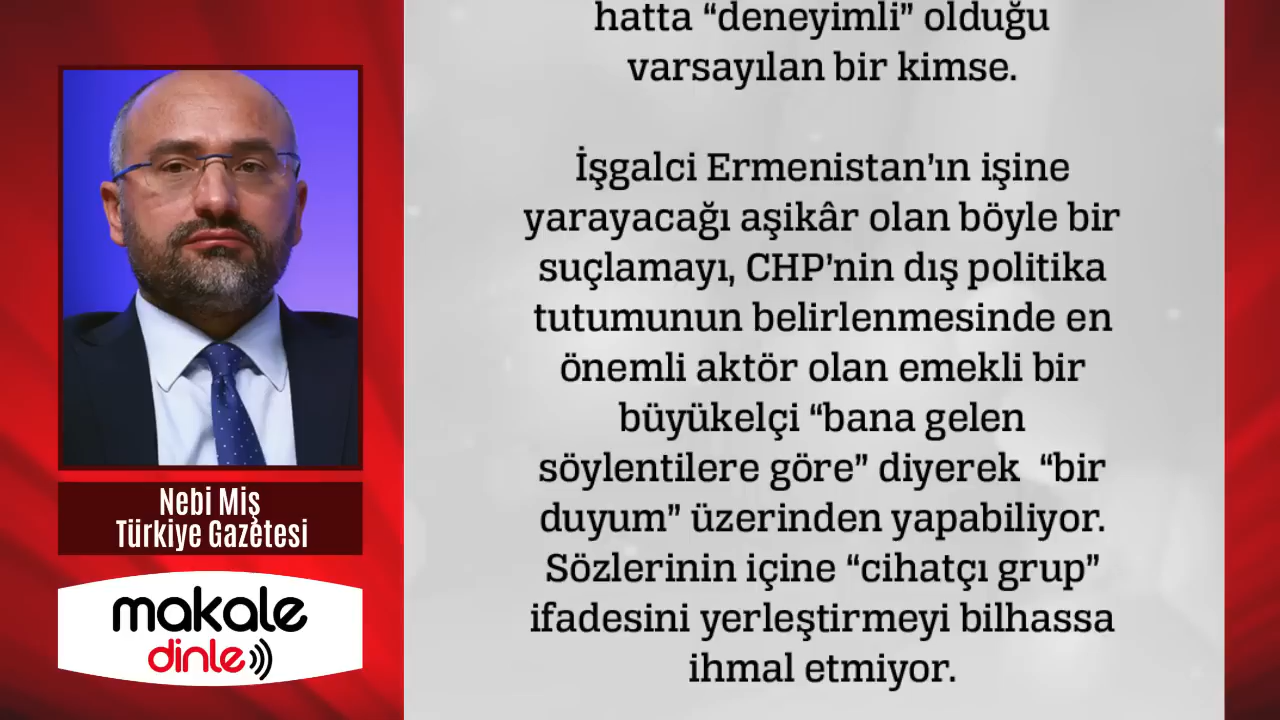 hatta “deneyimli” olduğu
varsayılan bir kimse.
İşgalci Ermenistan’ın işine
yarayacağı aşikâr olan böyle bir
suçlamayı, CHP’nin dış politika
tutumunun belirlenmesinde en
önemli aktör olan emekli bir
büyükelçi “bana gelen
söylentilere göre” diyerek “bir
duyum” üzerinden yapabiliyor.
Sözlerinin içine “cihatçı grup”
ifadesini yerleştirmeyi bilhassa
ihmal etmiyor.
Nebi Miş
Türkiye Gazetesi
makale
dinle